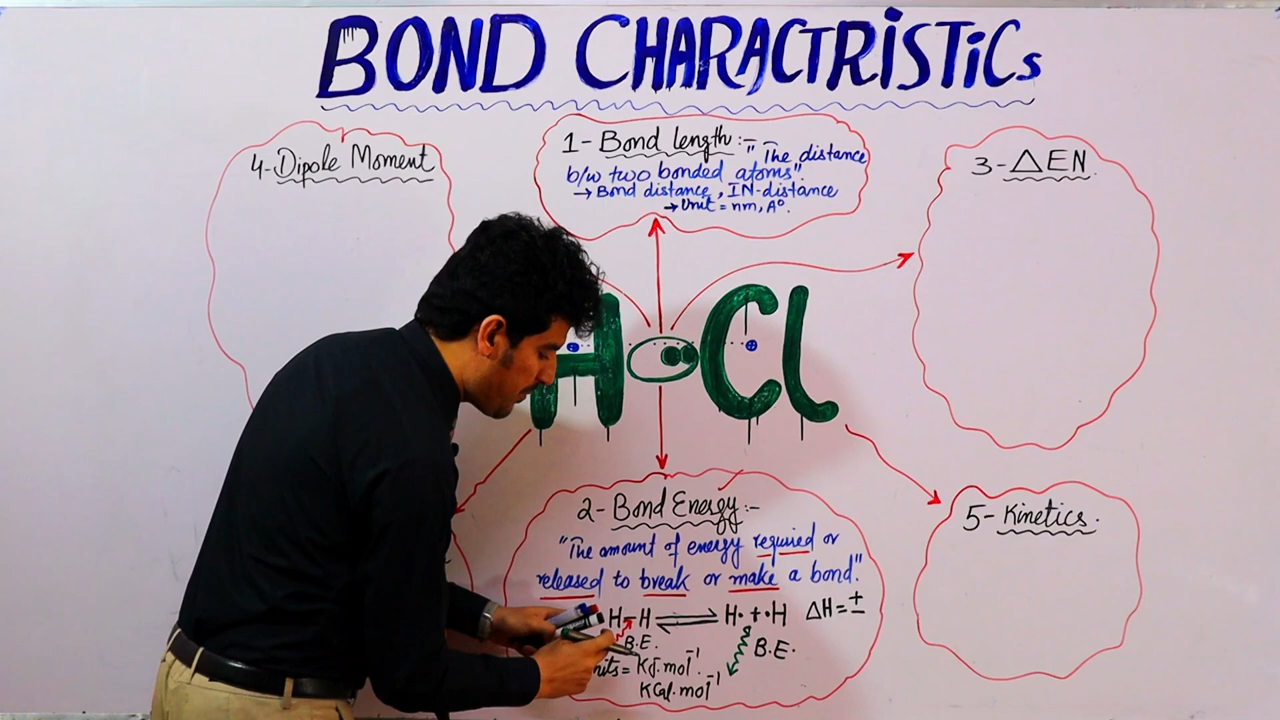 BOND CHARACTRISTICs
4- Dipole Moment
1- Bond length:- "The distance
b/w two bonded atoms".
→ Bond distance, IN-distance
→ Unit = nm, A°.
3- ΔEN.
H Cl
2- Bond Energy:-
"The amount of energy required or
released to break or make a bond."
H-H ⇌ H• + •H ΔH = ±
B.E. B.E.
nits = KJ.mol⁻¹.
KCal.mol⁻¹
5- Kinetics.